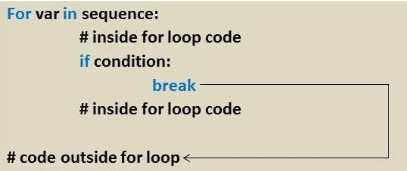 For var in sequence:
# inside for loop code
if condition:
break
# inside for loop code
# code outside for loop